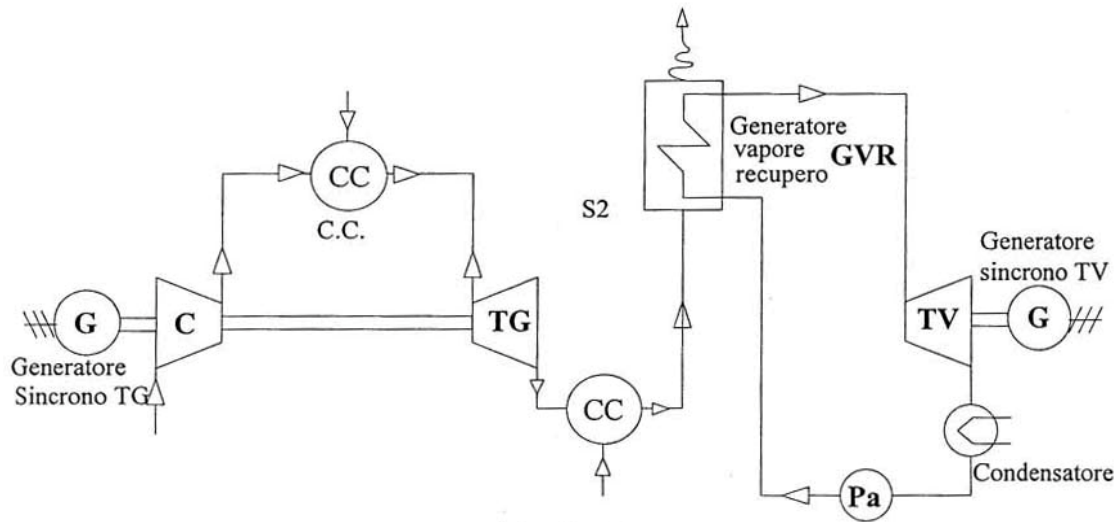 CC
C.C.
Generatore
vapore
recupero
GVR
S2
G
C
TG
Generatore
Sincrono TG
CC
Generatore
sincrono TV
TV
G
Condensatore
Pa